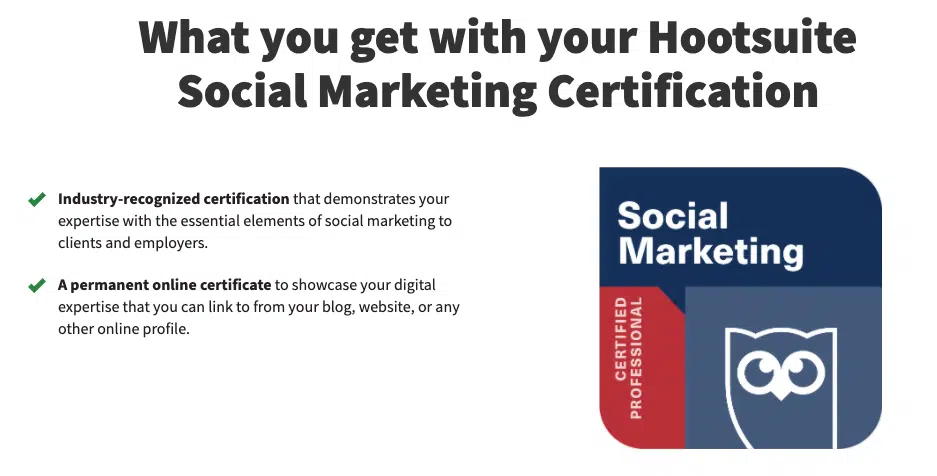 What you get with your Hootsuite
Social Marketing Certification
Industry-recognized certification that demonstrates your
expertise with the essential elements of social marketing to
clients and employers.
A permanent online certificate to showcase your digital
expertise that you can link to from your blog, website, or any
other online profile.
Social
Marketing
CERTIFIED
PROFESSIONAL